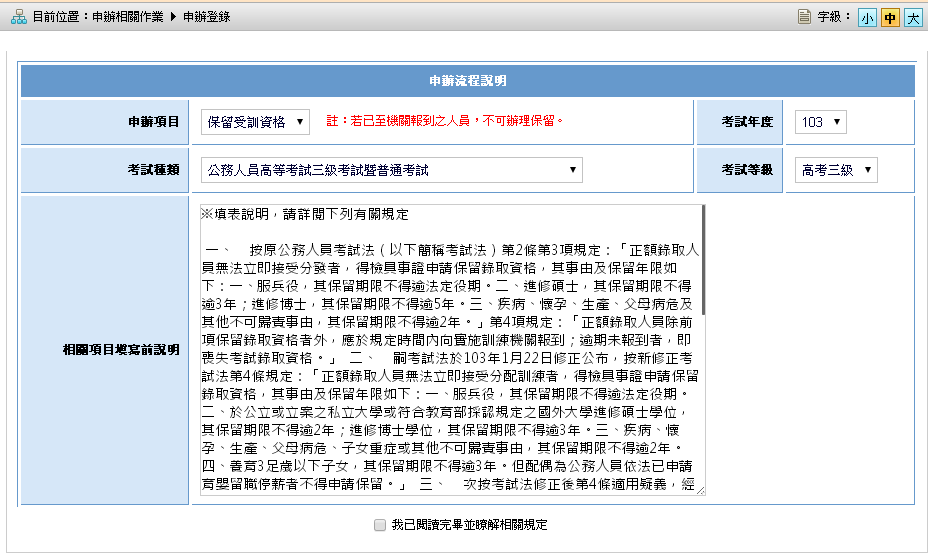 目前位置：申辦相關作業 ▶ 申辦登錄 字級： 小 中 大
申辦流程說明
申辦項目 保留受訓資格 註：若已至機關報到之人員，不可辦理保留。 考試年度 103
考試種類 公務人員高等考試三級考試暨普通考試 考試等級 高考三級
相關項目填寫前說明
※填表說明，請詳閱下列有關規定
一、 按原公務人員考試法（以下簡稱考試法）第2條第3項規定：「正額錄取人
員無法立即接受分發者，得檢具事證申請保留錄取資格，其事由及保留年限如
下：一、服兵役，其保留期限不得逾法定役期。二、進修碩士，其保留期限不得
逾3年；進修博士，其保留期限不得逾5年。三、疾病、懷孕、生產、父母病危及
其他不可歸責事由，其保留期限不得逾2年。」第4項規定：「正額錄取人員除前
項保留錄取資格者外，應於規定時間內向實施訓練機關報到；逾期未報到者，即
喪失考試錄取資格。」 二、 嗣考試法於103年1月22日修正公布，按新修正考
試法第4條規定：「正額錄取人員無法立即接受分配訓練者，得檢具事證申請保留
錄取資格，其事由及保留年限如下：一、服兵役，其保留期限不得逾法定役期。
二、於公立或立案之私立大學或符合教育部採認規定之國外大學進修碩士學位，
其保留期限不得逾2年；進修博士學位，其保留期限不得逾3年。三、疾病、懷
孕、生產、父母病危、子女重症或其他不可歸責事由，其保留期限不得逾2年。
四、養育3足歲以下子女，其保留期限不得逾3年。但配偶為公務人員依法已申請
育嬰留職停薪者不得申請保留。」 三、 次按考試法修正後第4條適用疑義，經
我已閱讀完畢並瞭解相關規定